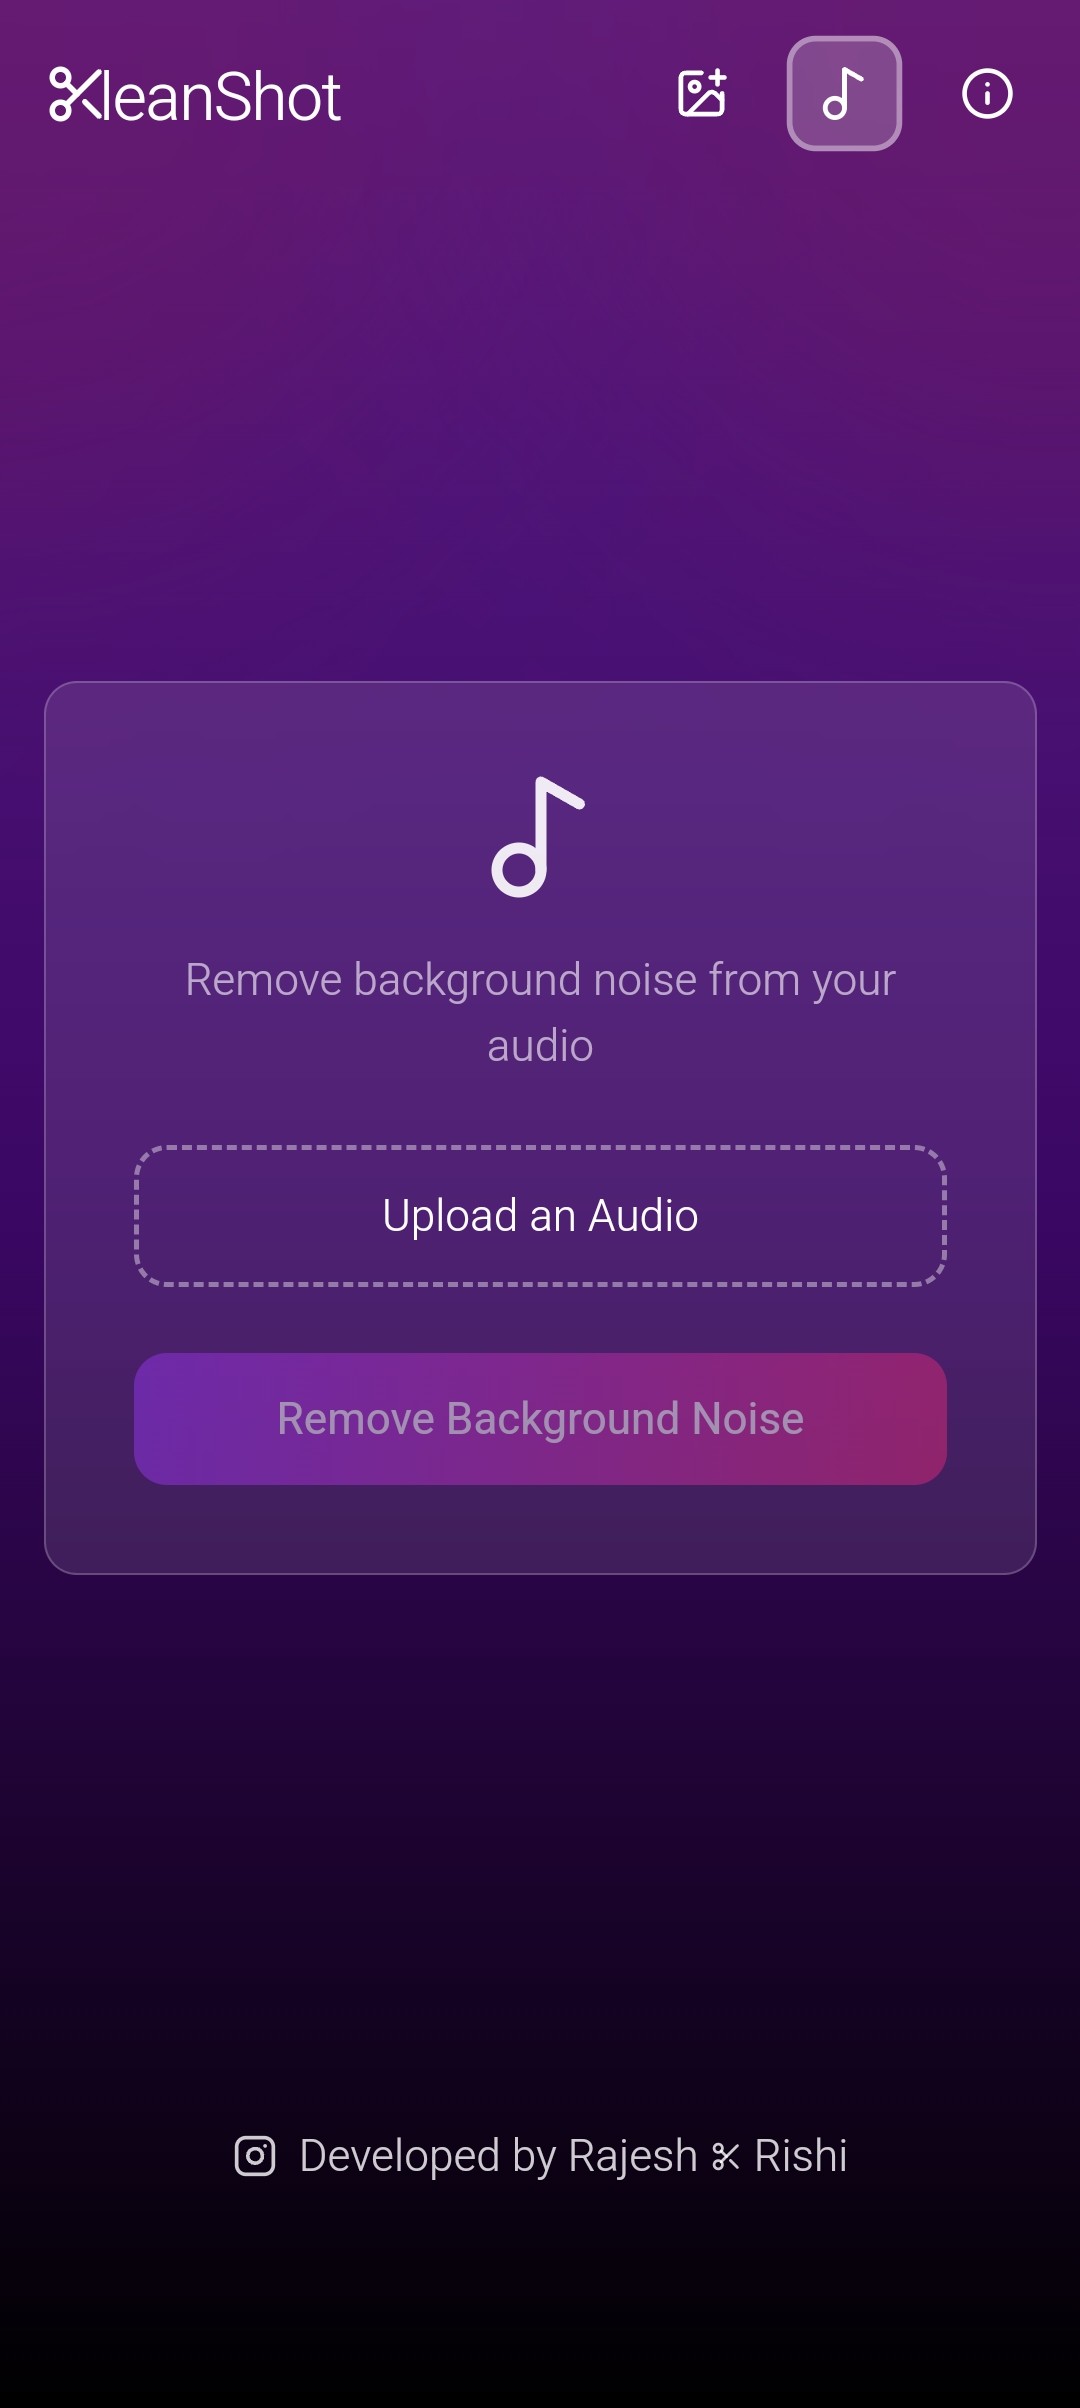 KleanShot
Remove background noise from your
audio
Upload an Audio
Remove Background Noise
Developed by Rajesh Rishi